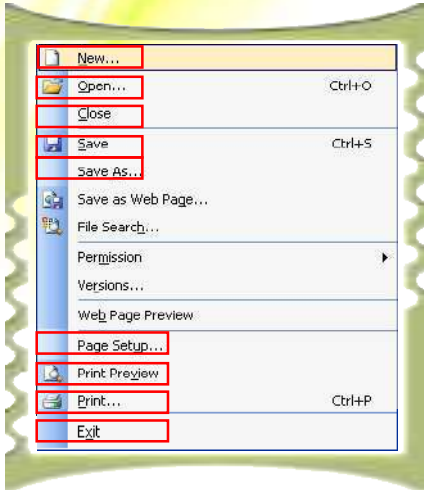 New...
Open... Ctrl+O
Close
Save Ctrl+S
Save As...
Save as Web Page...
File Search...
Permission
Versions...
Web Page Preview
Page Setup...
Print Preview
Print... Ctrl+P
Exit